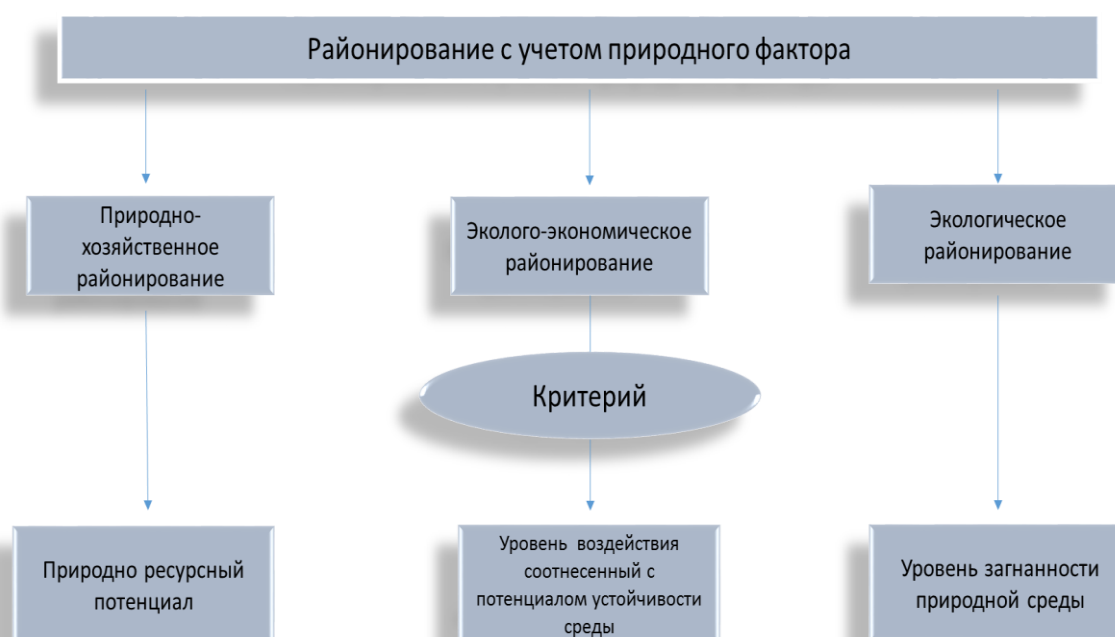 Районирование с учетом природного фактора
Природно-
хозяйственное
районирование
Эколого-экономическое
районирование
Экологическое
районирование
Критерий
Природно ресурсный
потенциал
Уровень воздействия
соотнесенный с
потенциалом устойчивости
среды
Уровень загнанности
природной среды